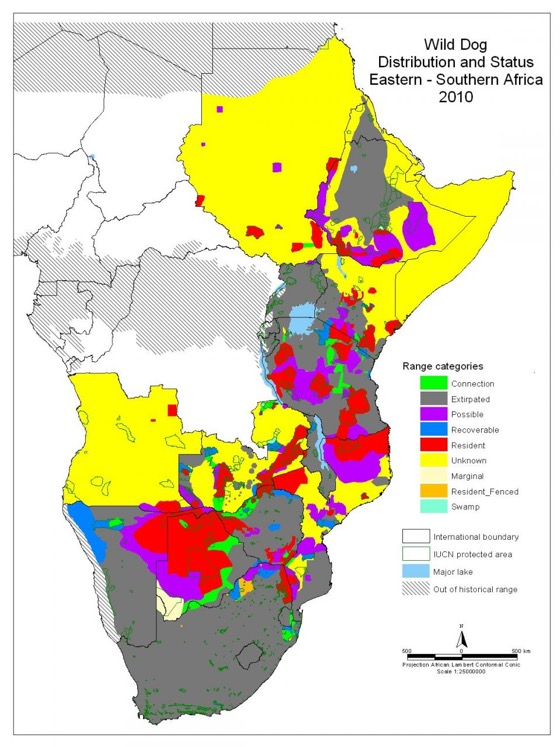 Wild Dog
Distribution and Status
Eastern - Southern Africa
2010
Range categories
Connection
Extirpated
Possible
Recoverable
Resident
Unknown
Marginal
Resident_Fenced
Swamp
International boundary
IUCN protected area
Major lake
Out of historical range
500 0 500 km
Projection African Lambert Conformal Conic
Scale 1:25000000